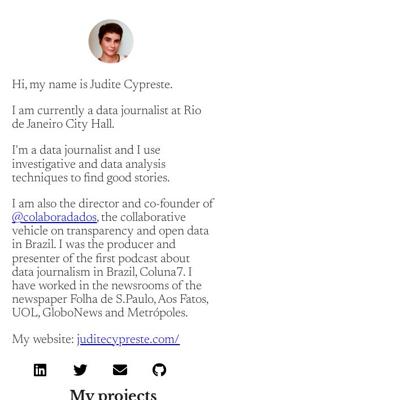 Hi, my name is Judite Cypreste.
I am currently a data journalist at Rio
de Janeiro City Hall.
I'm a data journalist and I use
investigative and data analysis
techniques to find good stories.
I am also the director and co-founder of
@colaboradados, the collaborative
vehicle on transparency and open data
in Brazil. I was the producer and
presenter of the first podcast about
data journalism in Brazil, Coluna7. I
have worked in the newsrooms of the
newspaper Folha de S.Paulo, Aos Fatos,
UOL, GloboNews and Metrópoles.
My website: juditecypreste.com/
My projects